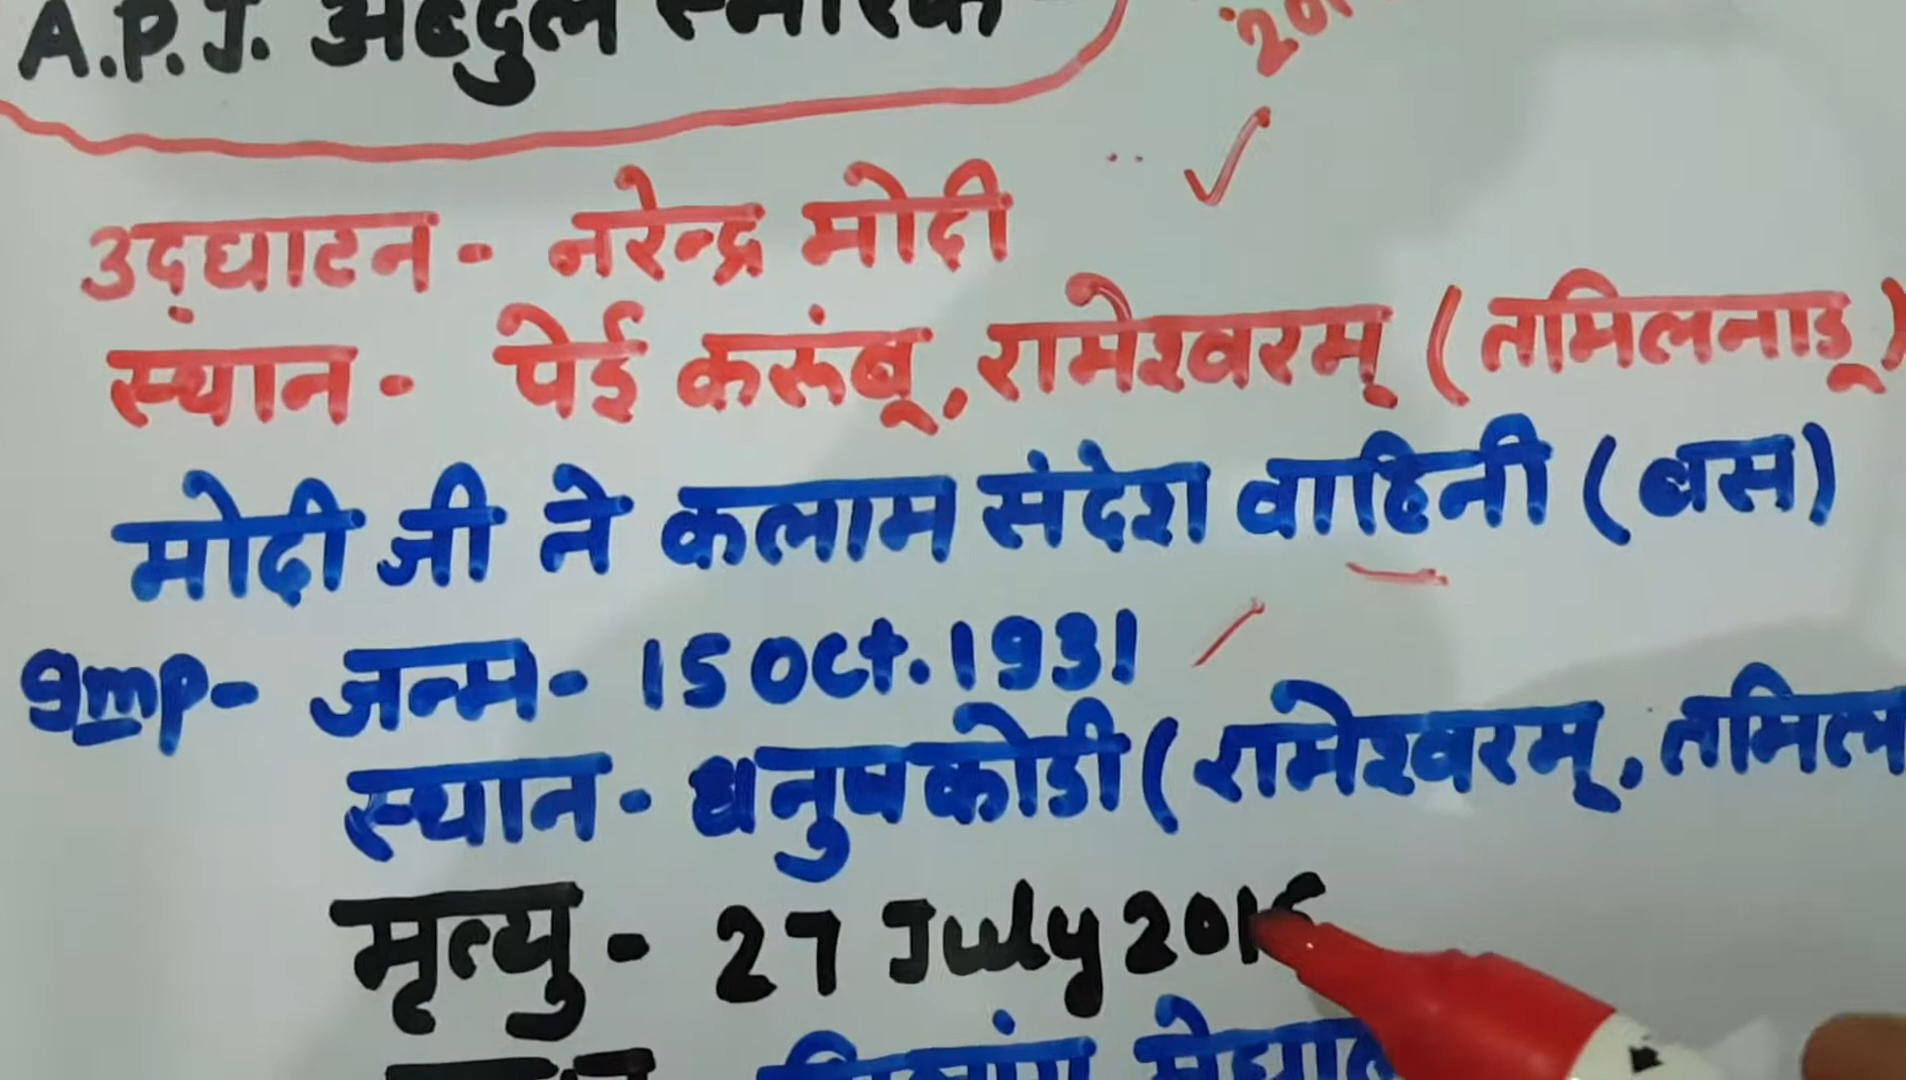 A.P.J. अब्दुल स्मारक
उद्घाटन - नरेन्द्र मोदी
स्थान - पेई करूंबू, रामेश्वरम् (तमिलनाडू)
मोदी जी ने कलाम संदेश वाहिनी (बस)
gmp- जन्म - 15 Oct. 1931
स्थान - धनुषकोडी (रामेश्वरम्, तमिल
मृत्यु - 27 July 2015